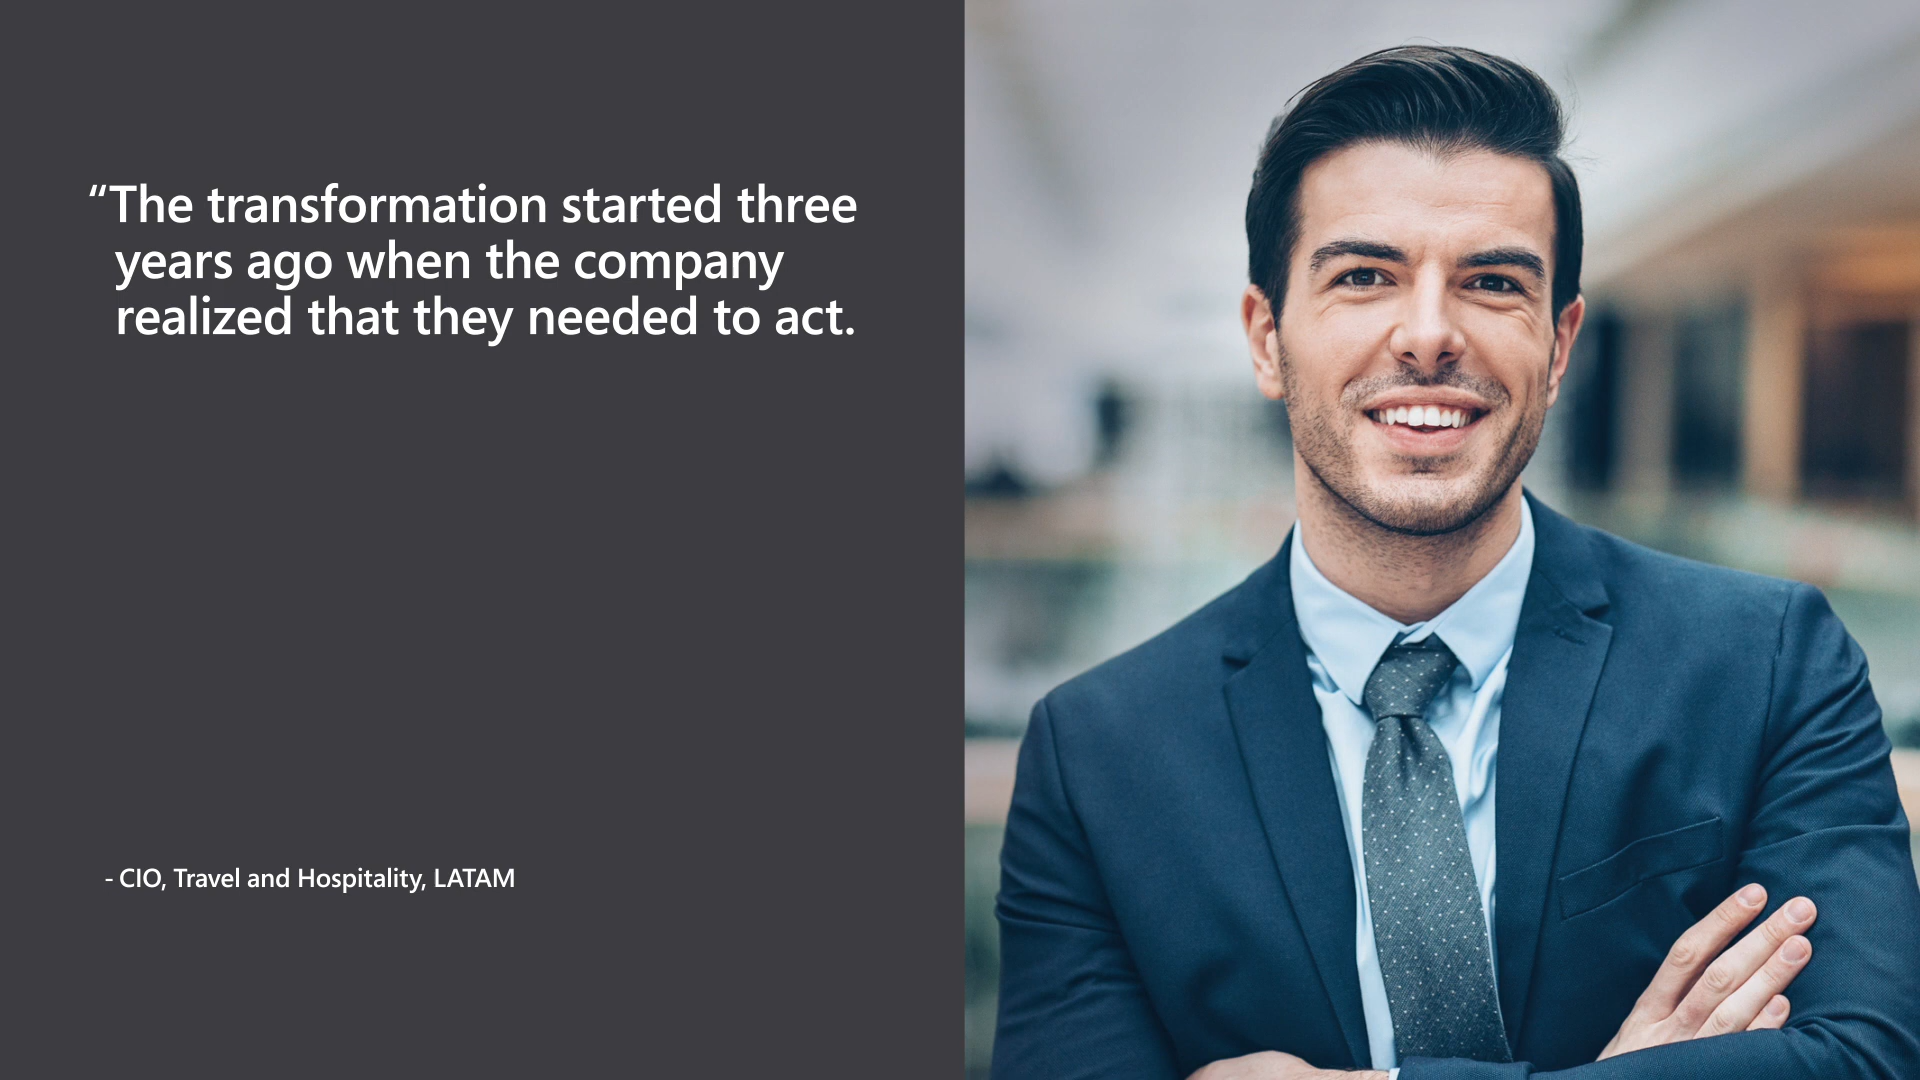 “The transformation started three
years ago when the company
realized that they needed to act.
- CIO, Travel and Hospitality, LATAM